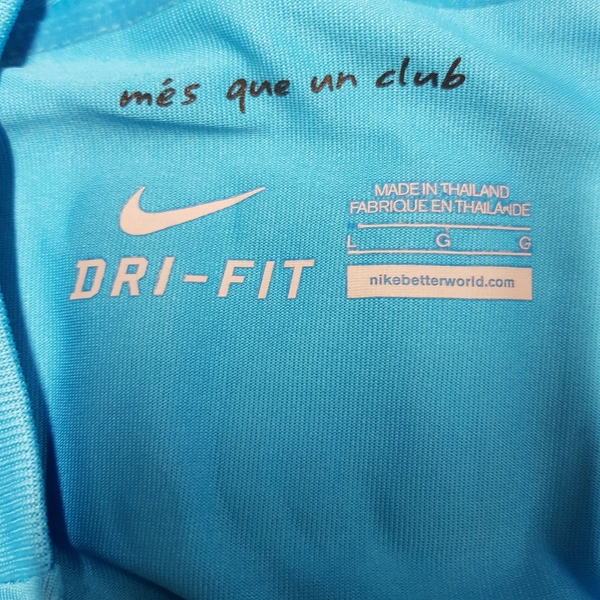 més que un club
DRI-FIT
MADE IN THAILAND
FABRIQUE EN THAILANDE
L G G
nikebetterworld.com